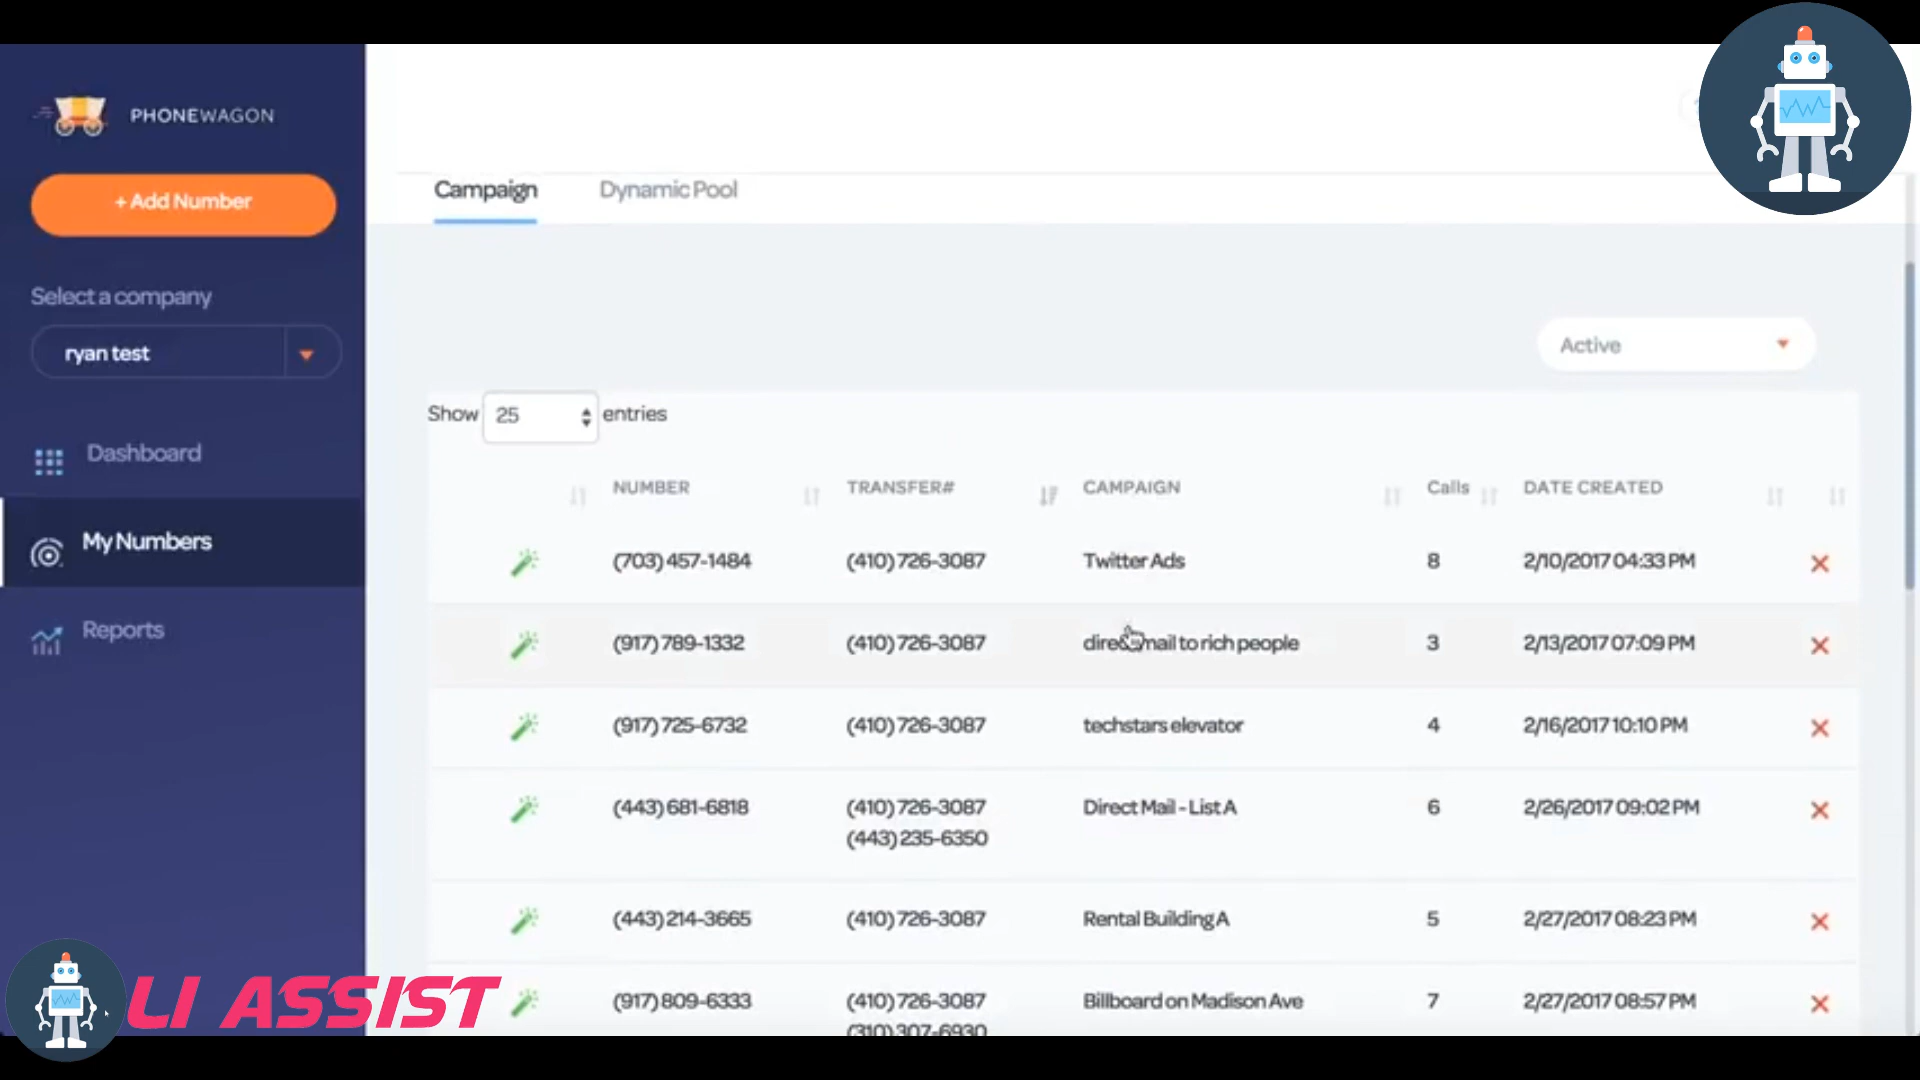 PHONEWAGON
+ Add Number
Select a company
ryan test
Dashboard
My Numbers
Reports
Campaign Dynamic Pool
Active
Show 25 entries
NUMBER TRANSFER# CAMPAIGN Calls DATE CREATED
(703) 457-1484 (410) 726-3087 Twitter Ads 8 2/10/2017 04:33 PM
(917) 789-1332 (410) 726-3087 direct mail to rich people 3 2/13/2017 07:09 PM
(917) 725-6732 (410) 726-3087 techstars elevator 4 2/16/2017 10:10 PM
(443) 681-6818 (410) 726-3087 Direct Mail - List A 6 2/26/2017 09:02 PM
(443) 235-6350
(443) 214-3665 (410) 726-3087 Rental Building A 5 2/27/2017 08:23 PM
(917) 809-6333 (410) 726-3087 Billboard on Madison Ave 7 2/27/2017 08:57 PM
(310) 307-6930
LI ASSIST